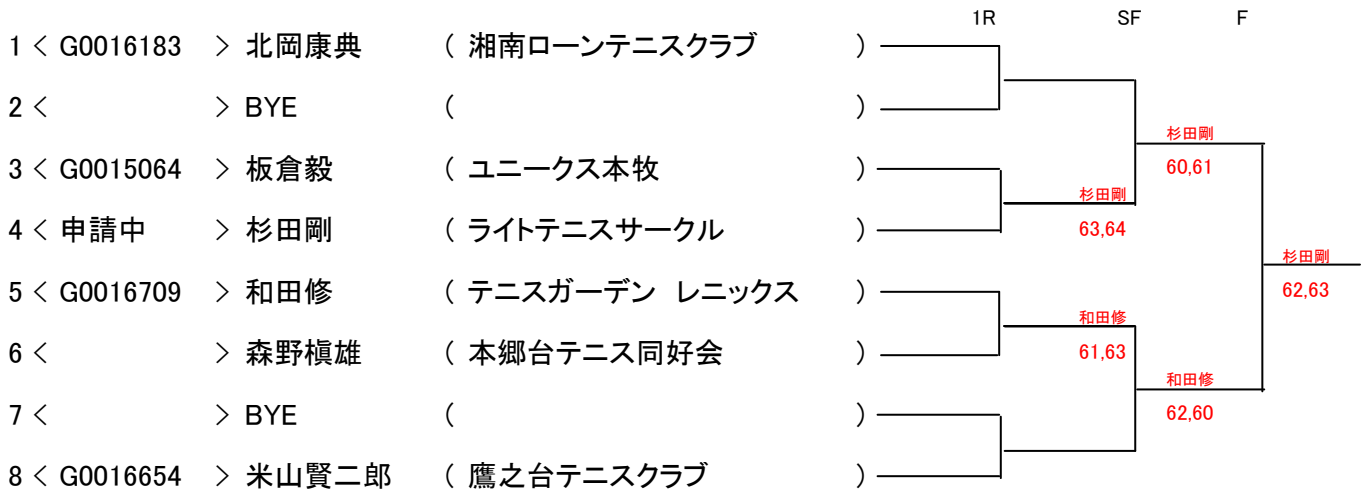 1R SF F
1 < G0016183 > 北岡康典 ( 湘南ローンテニスクラブ )
2 < > BYE ( )
杉田剛
3 < G0015064 > 板倉毅 ( ユニークス本牧 ) 60,61
杉田剛
4 < 申請中 > 杉田剛 ( ライトテニスサークル ) 63,64
杉田剛
5 < G0016709 > 和田修 ( テニスガーデン レニックス ) 62,63
和田修
6 < > 森野槇雄 ( 本郷台テニス同好会 ) 61,63
和田修
7 < > BYE ( ) 62,60
8 < G0016654 > 米山賢二郎 ( 鷹之台テニスクラブ )